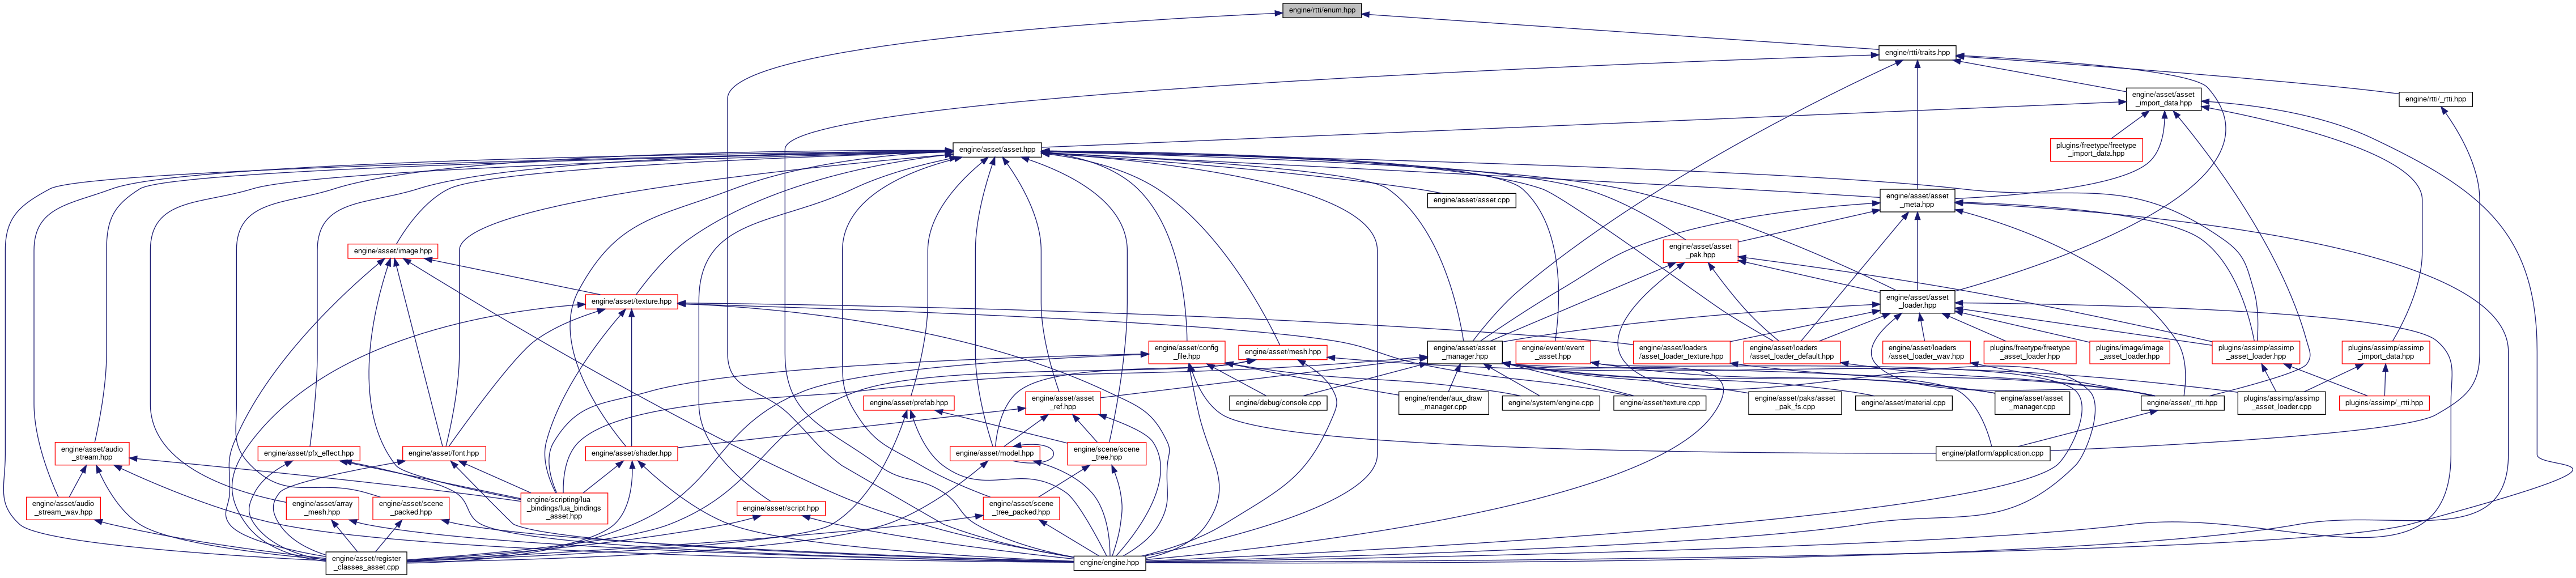 engine/rtti/enum.hpp
engine/rtti/traits.hpp
engine/asset/asset
_import_data.hpp
engine/rtti/_rtti.hpp
engine/asset/asset.hpp
plugins/freetype/freetype
_import_data.hpp
engine/asset/asset.cpp
engine/asset/asset
_meta.hpp
engine/asset/image.hpp
engine/asset/asset
_pak.hpp
engine/asset/texture.hpp
engine/asset/asset
_loader.hpp
engine/asset/config
_file.hpp
engine/asset/mesh.hpp
engine/asset/asset
_manager.hpp
engine/event/event
_asset.hpp
engine/asset/loaders
/asset_loader_texture.hpp
engine/asset/loaders
/asset_loader_default.hpp
engine/asset/loaders
/asset_loader_wav.hpp
plugins/freetype/freetype
_asset_loader.hpp
plugins/image/image
_asset_loader.hpp
plugins/assimp/assimp
_asset_loader.hpp
plugins/assimp/assimp
_import_data.hpp
engine/asset/prefab.hpp
engine/asset/asset
_ref.hpp
engine/debug/console.cpp
engine/render/aux_draw
_manager.cpp
engine/system/engine.cpp
engine/asset/texture.cpp
engine/asset/paks/asset
_pak_fs.cpp
engine/asset/material.cpp
engine/asset/asset
_manager.cpp
engine/asset/_rtti.hpp
plugins/assimp/assimp
_asset_loader.cpp
plugins/assimp/_rtti.hpp
engine/asset/audio
_stream.hpp
engine/asset/pfx_effect.hpp
engine/asset/font.hpp
engine/asset/shader.hpp
engine/asset/model.hpp
engine/scene/scene
_tree.hpp
engine/platform/application.cpp
engine/asset/audio
_stream_wav.hpp
engine/asset/array
_mesh.hpp
engine/asset/scene
_packed.hpp
engine/scripting/lua
_bindings/lua_bindings
_asset.hpp
engine/asset/script.hpp
engine/asset/scene
_tree_packed.hpp
engine/asset/register
_classes_asset.cpp
engine/engine.hpp